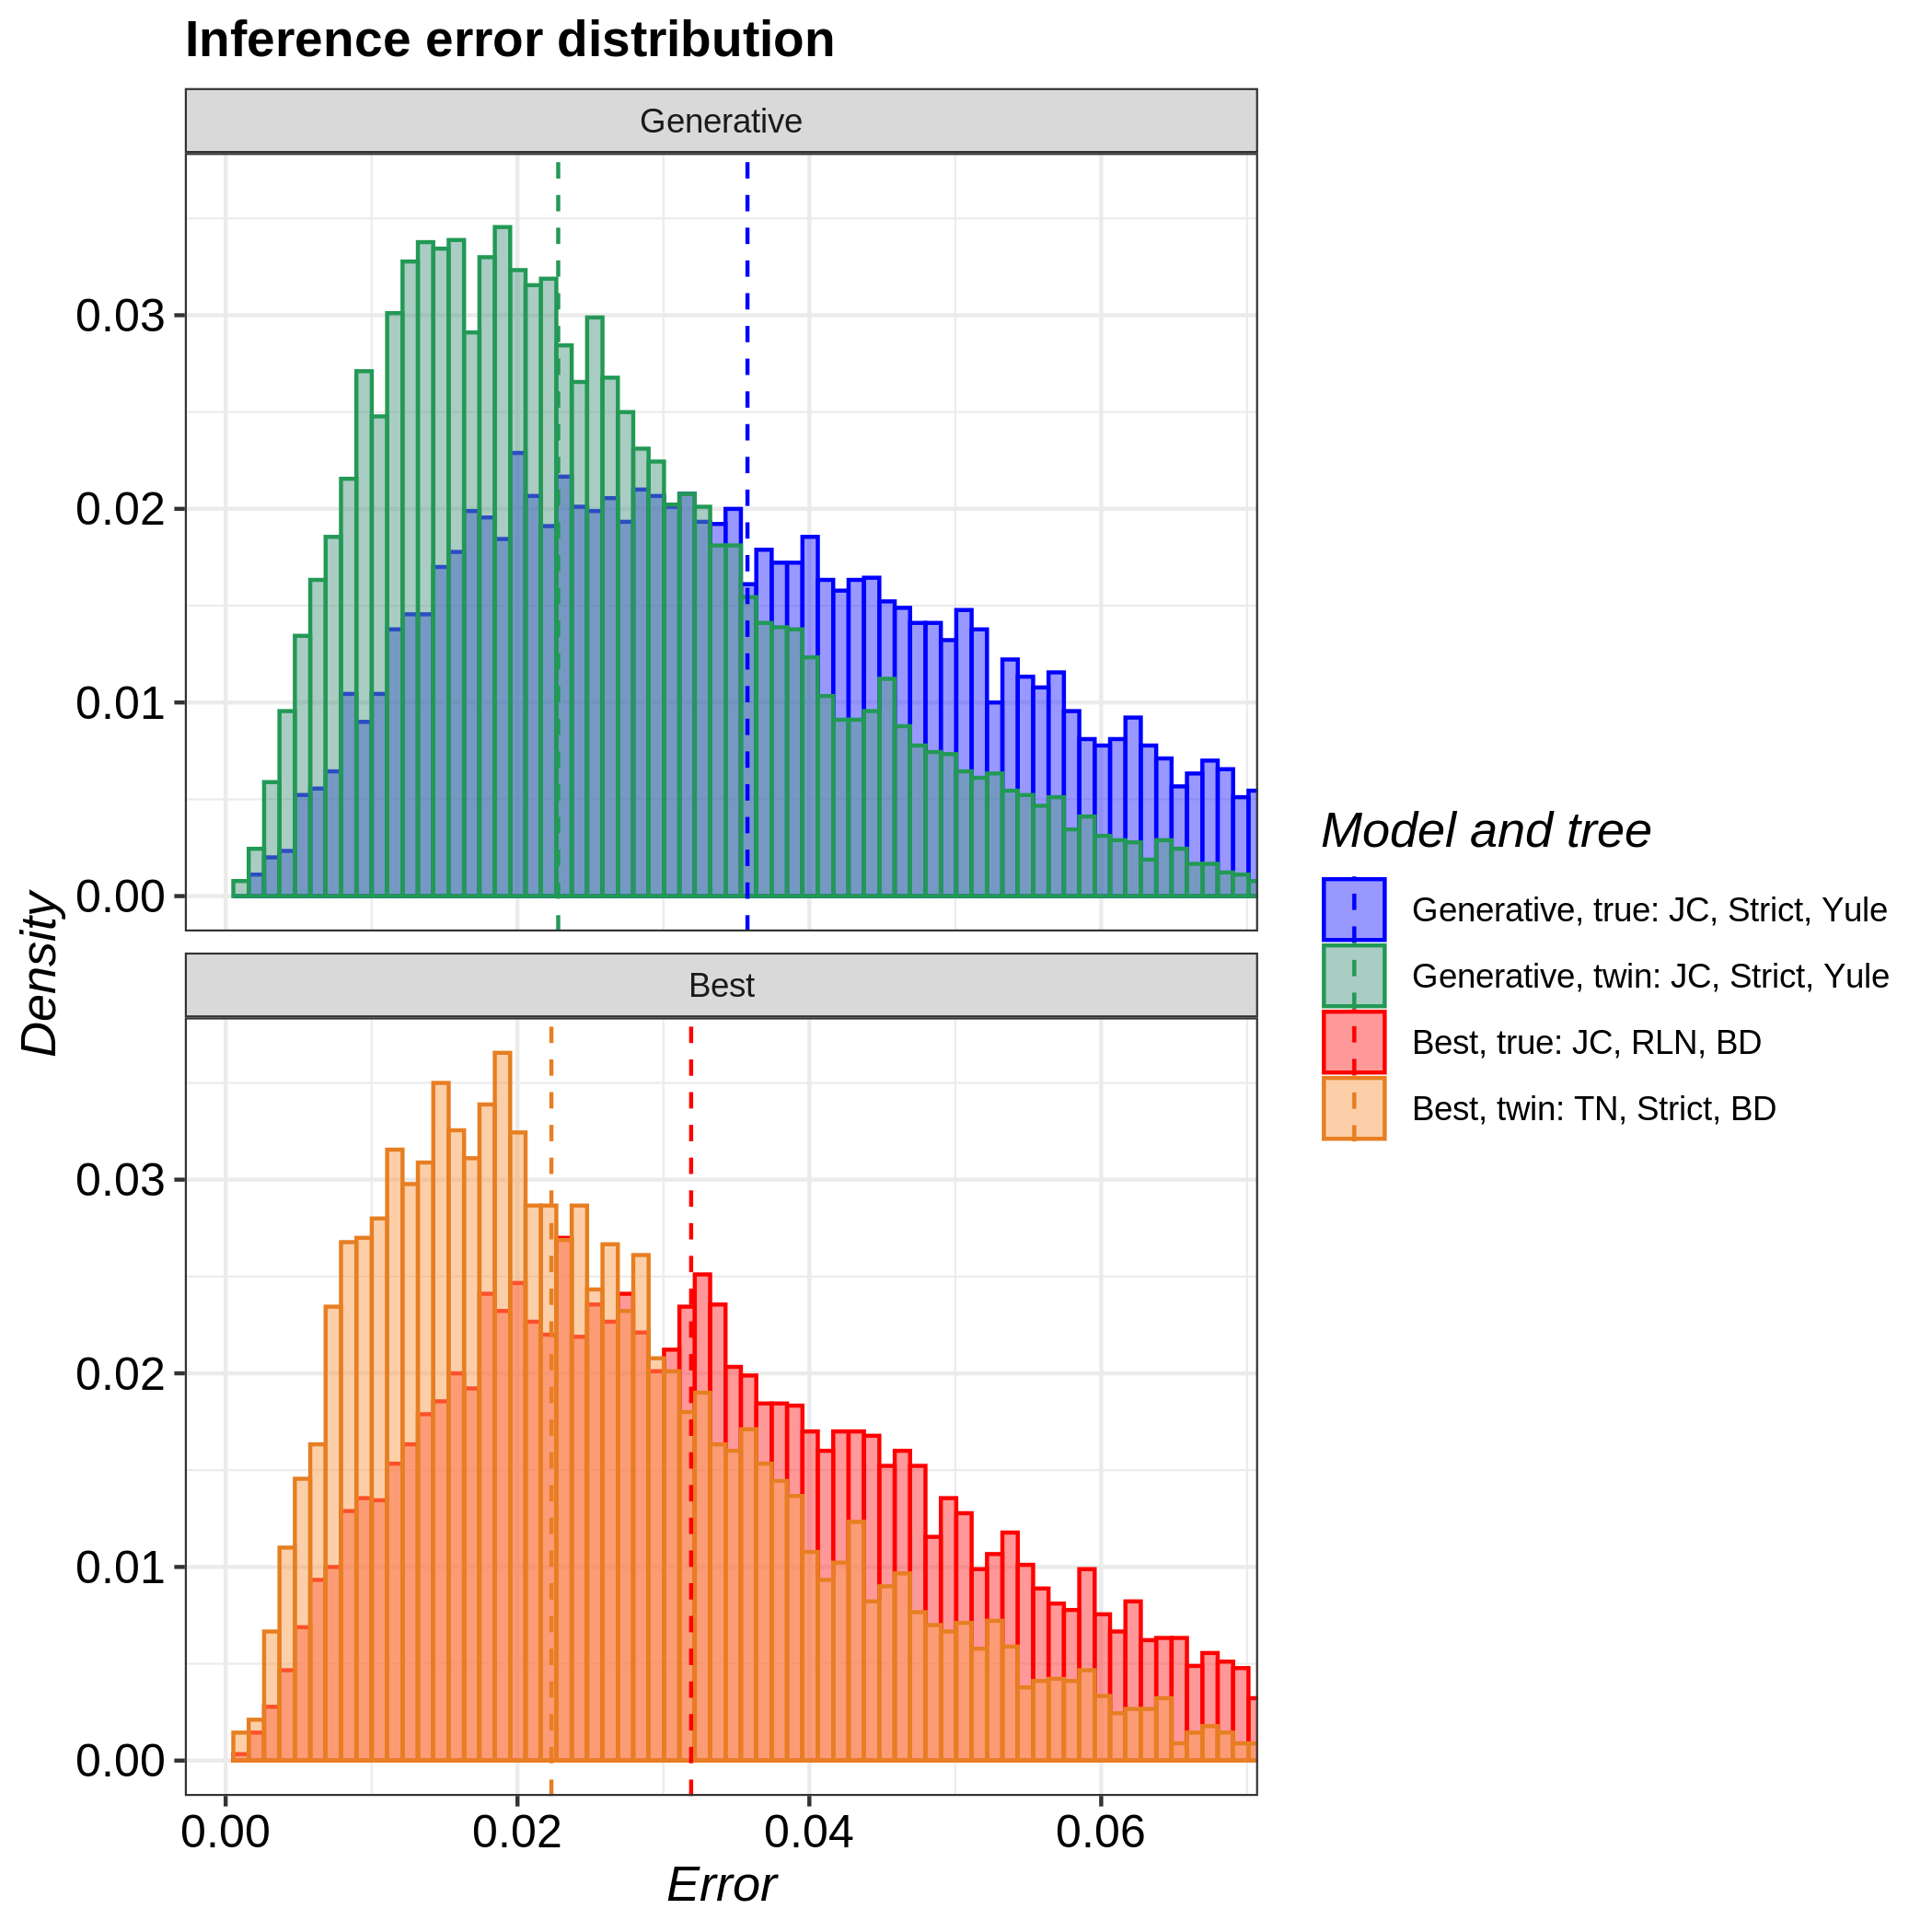 Inference error distribution
Generative
0.03
0.02
0.01
0.00
Density
Best
0.03
0.02
0.01
0.00
0.00 0.02 0.04 0.06
Error
Model and tree
Generative, true: JC, Strict, Yule
Generative, twin: JC, Strict, Yule
Best, true: JC, RLN, BD
Best, twin: TN, Strict, BD